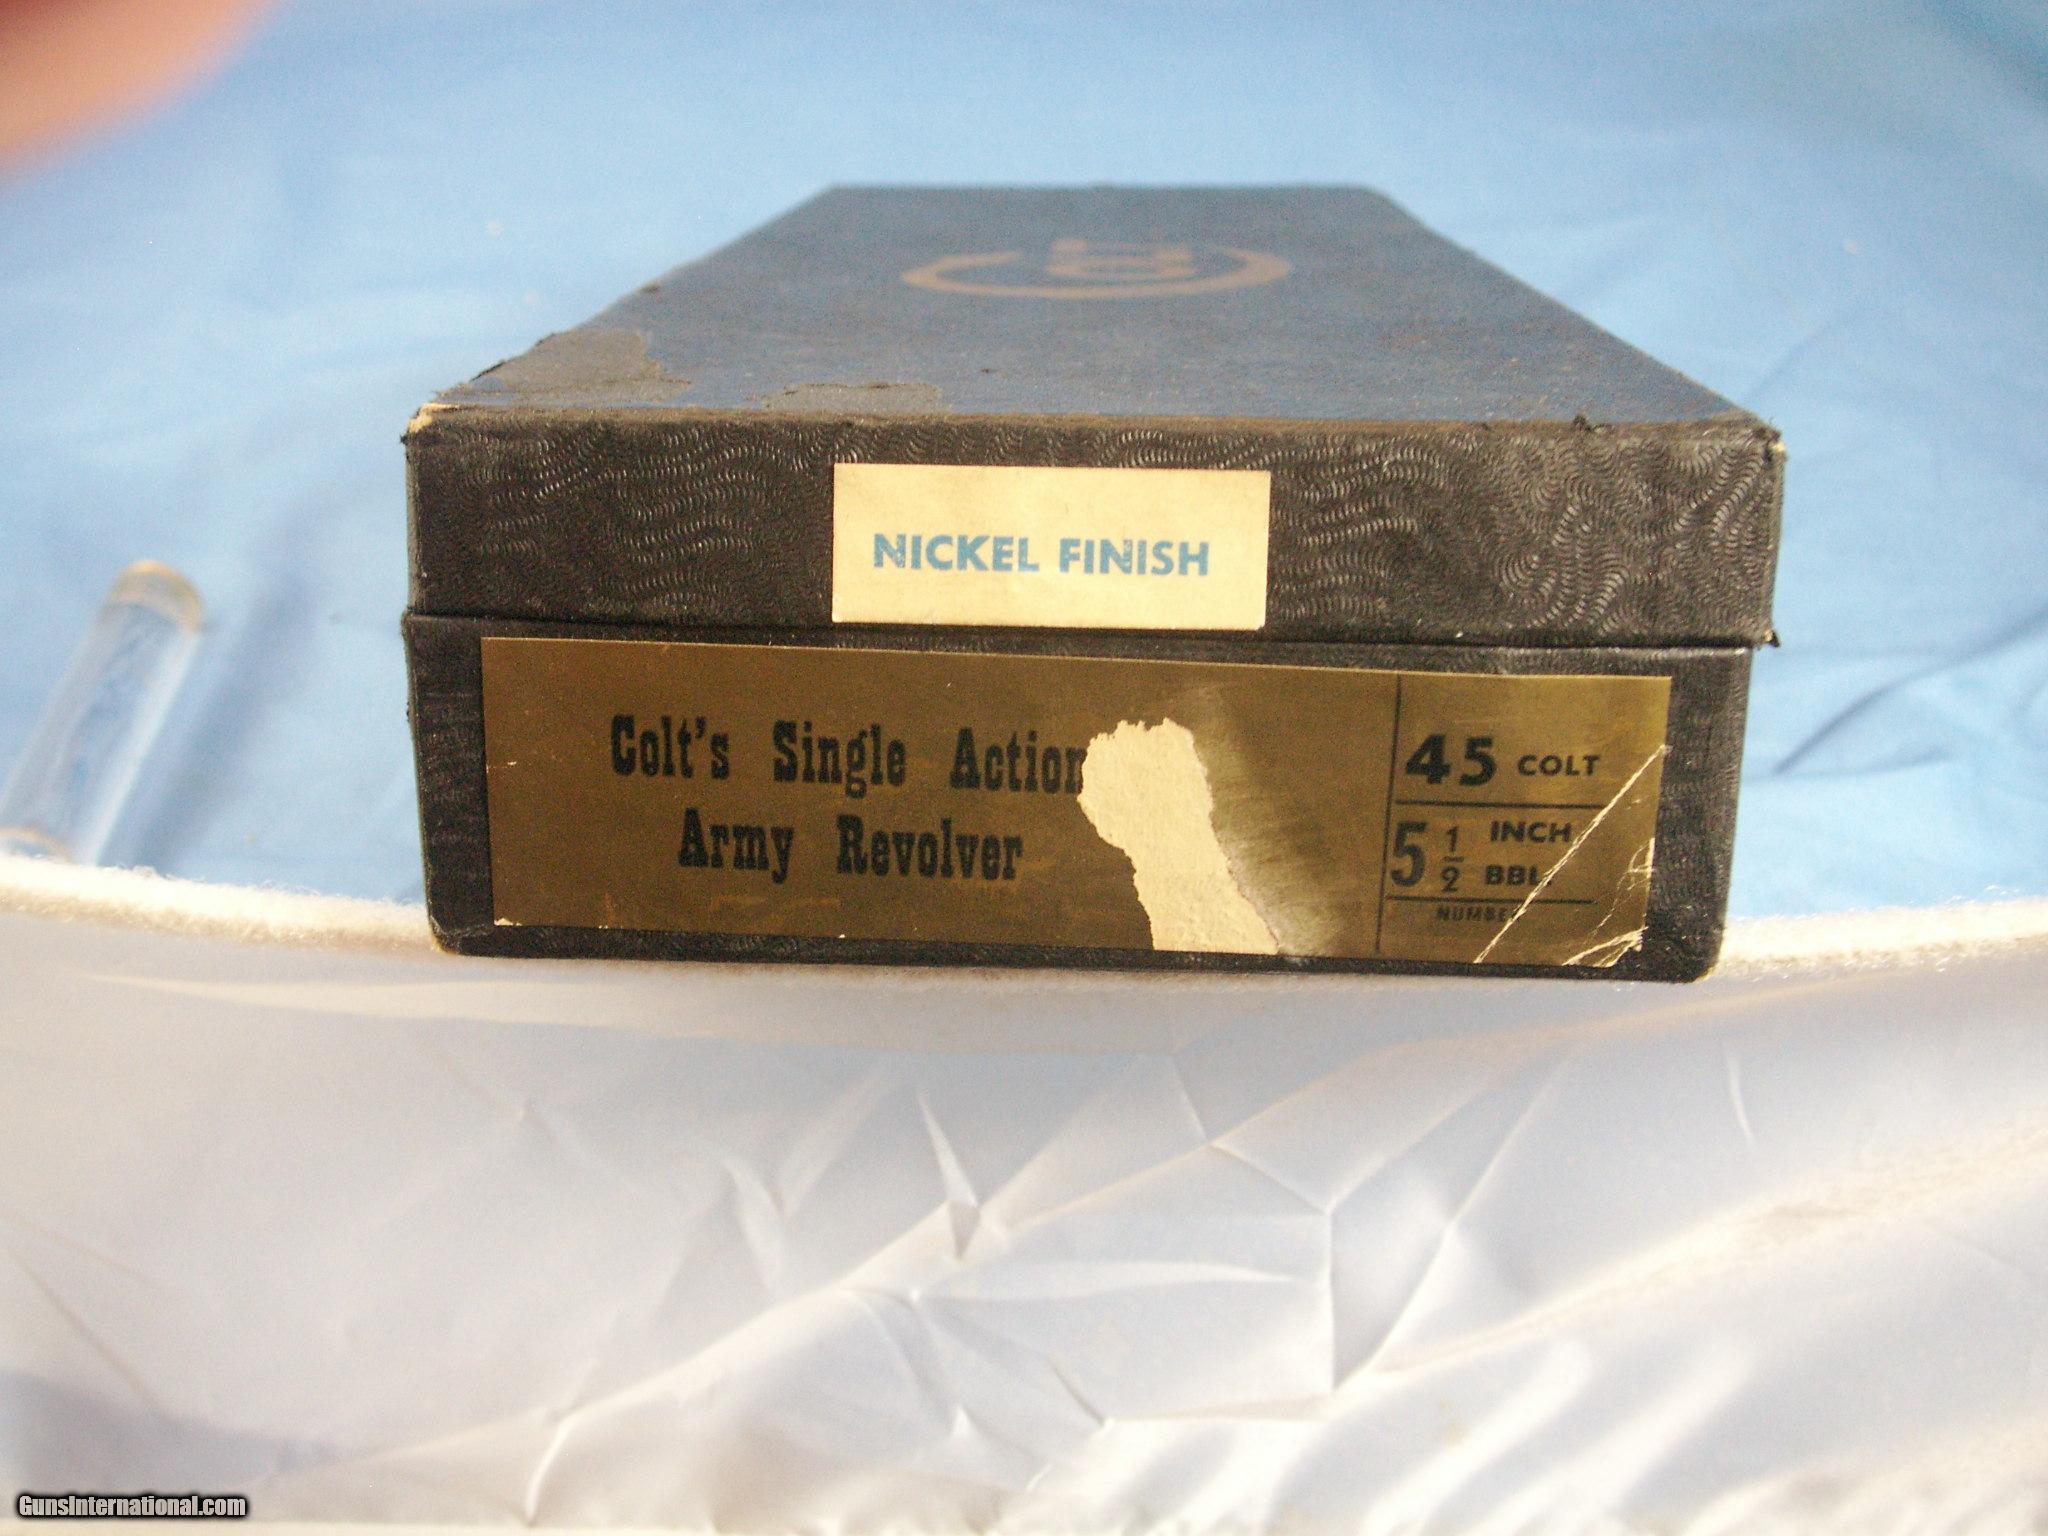 NICKEL FINISH
Colt's Single Action
Army Revolver
45 COLT
5 1/2 INCH
BBL.
GunsInternational.com